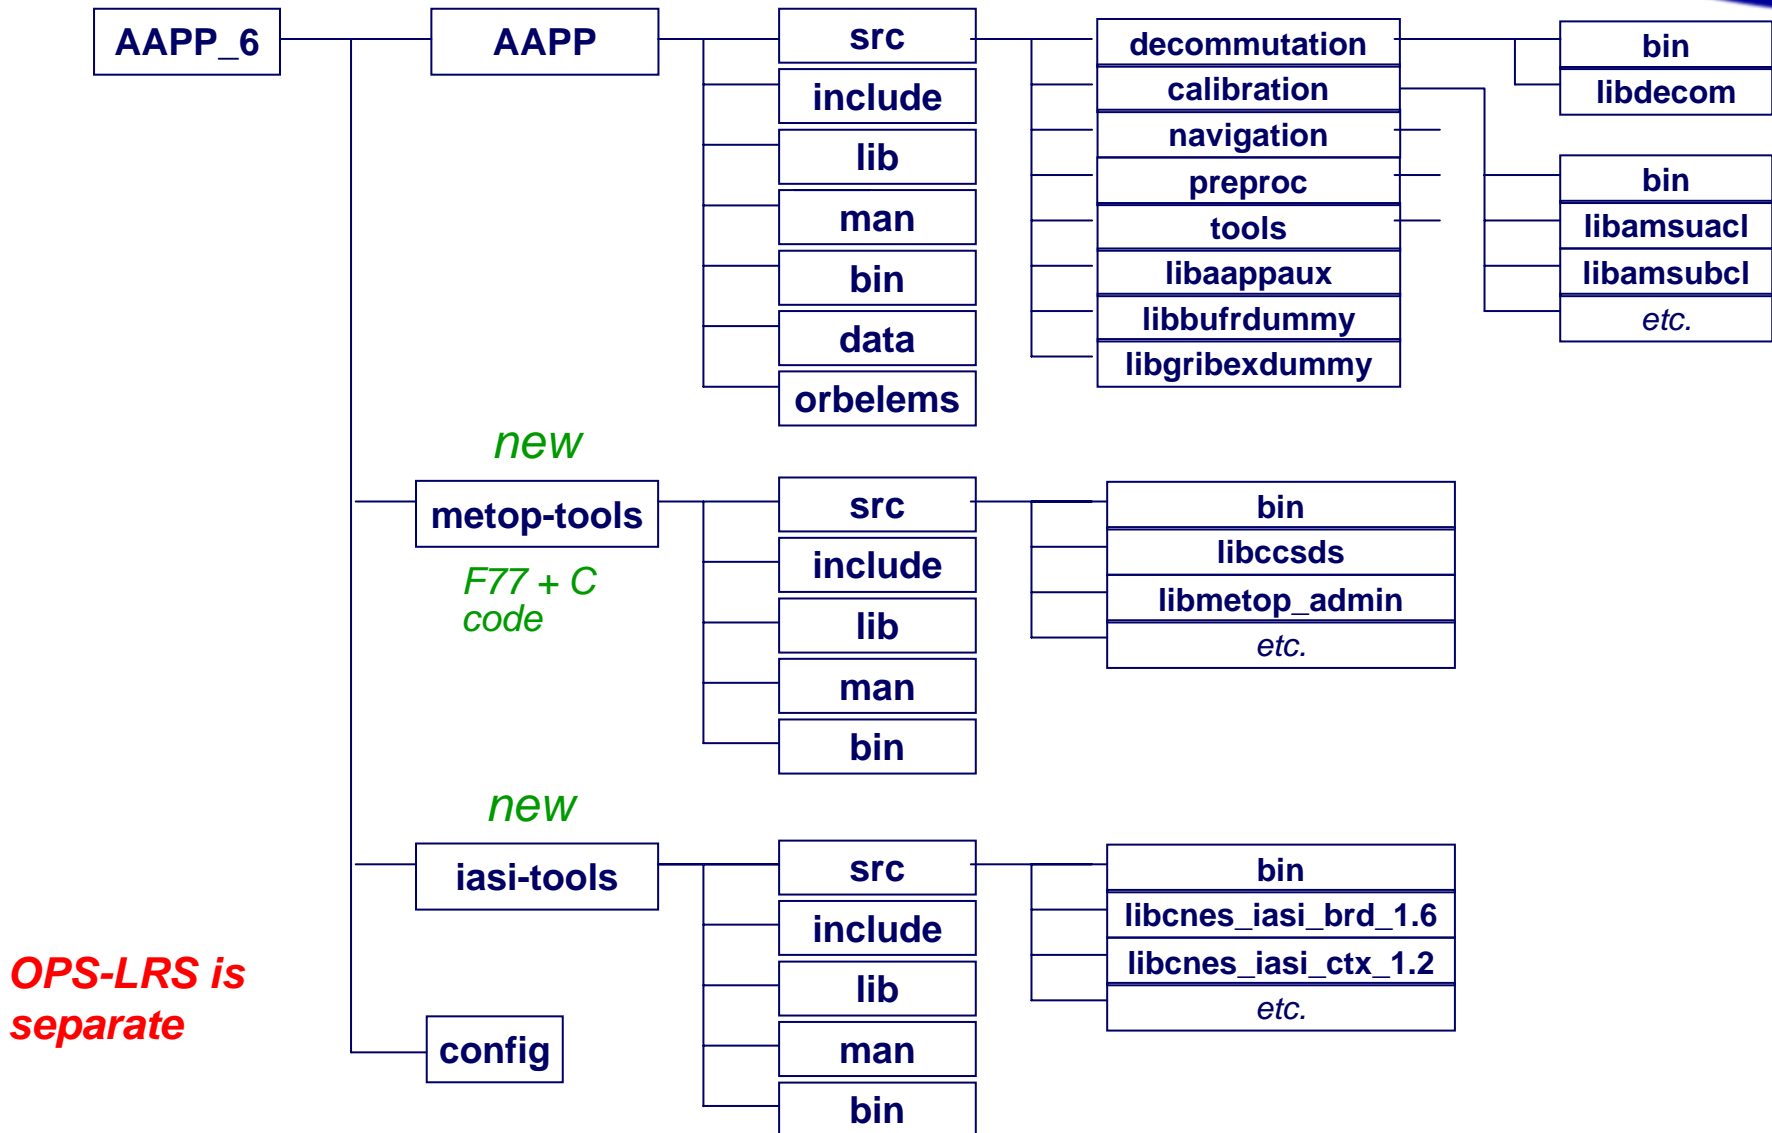 AAPP_6
AAPP
src
include
lib
man
bin
data
orbelems
decommutation
calibration
navigation
preproc
tools
libaappaux
libbufrdummy
libgribexdummy
bin
libdecom
bin
libamsuacl
libamsubcl
etc.
new
metop-tools
F77 + C
code
src
include
lib
man
bin
bin
libccsds
libmetop_admin
etc.
new
iasi-tools
src
include
lib
man
bin
bin
libcnes_iasi_brd_1.6
libcnes_iasi_ctx_1.2
etc.
OPS-LRS is
separate
config